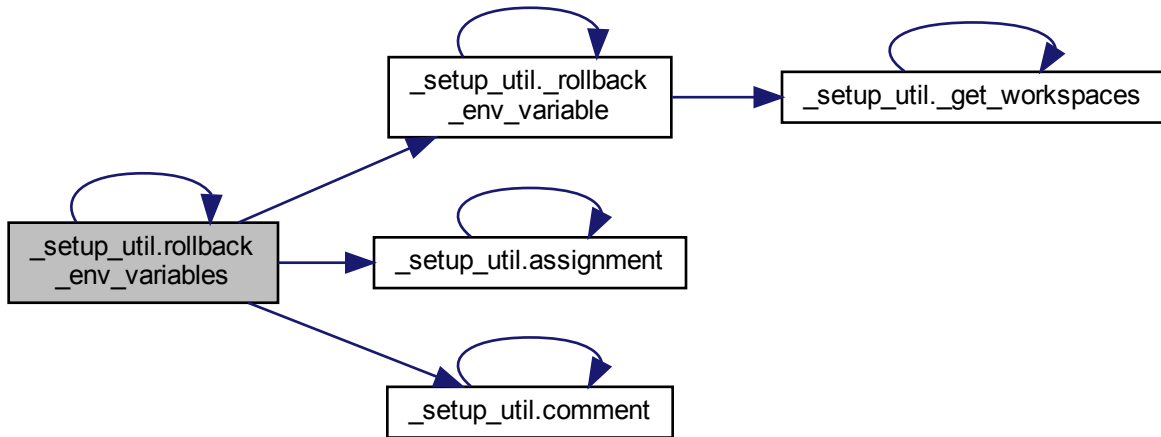 _setup_util._rollback
_env_variable
_setup_util._get_workspaces
_setup_util.rollback
_env_variables
_setup_util.assignment
_setup_util.comment